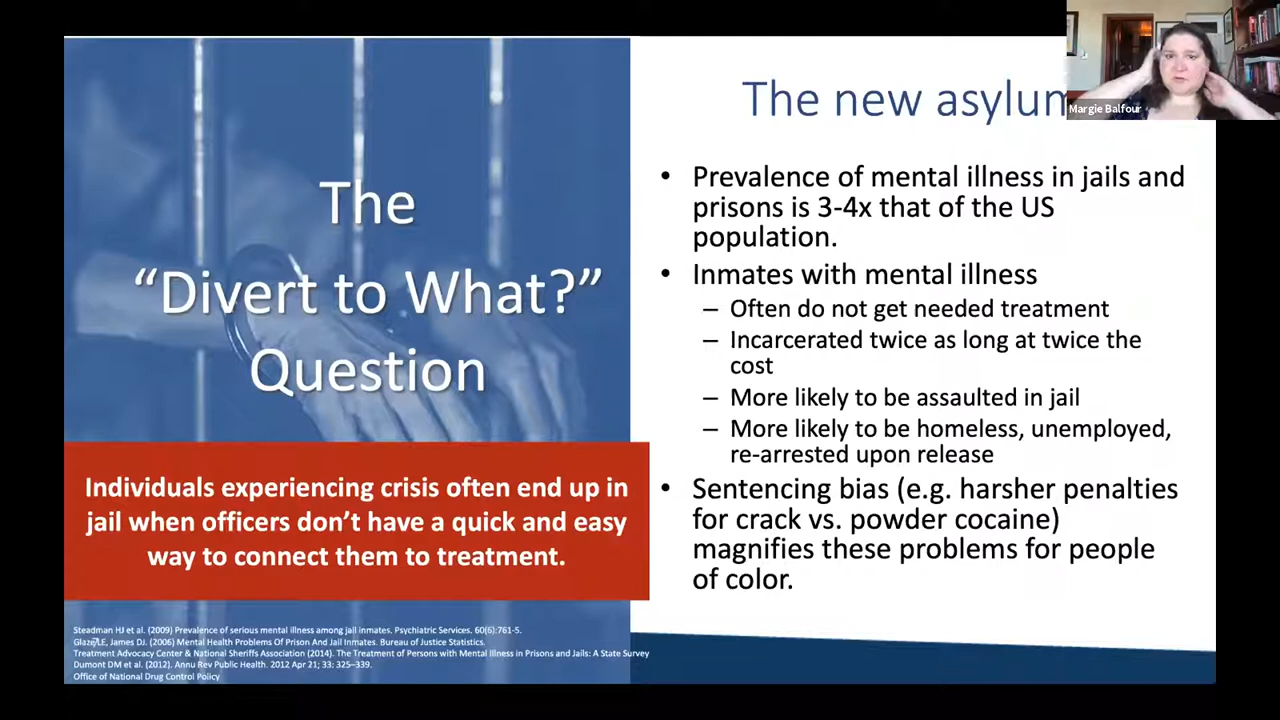 The
“Divert to What?”
Question
Individuals experiencing crisis often end up in
jail when officers don’t have a quick and easy
way to connect them to treatment.
Steadman HJ et al. (2009) Prevalence of serious mental illness among jail inmates. Psychiatric Services. 60(6):761-5.
LE, James DJ. (2006) Mental Health Problems Of Prison And Jail Inmates. Bureau of Justice Statistics.
Treatment Advocacy Center & National Sheriffs Association (2014). The Treatment of Persons with Mental Illness in Prisons and Jails: A State Survey
Dumont DM et al. (2012). Annu Rev Public Health. 2012 Apr 21; 33: 325–339.
Office of National Drug Control Policy
The new asylum
Margie Balfour
• Prevalence of mental illness in jails and
prisons is 3-4x that of the US
population.
• Inmates with mental illness
– Often do not get needed treatment
– Incarcerated twice as long at twice the
cost
– More likely to be assaulted in jail
– More likely to be homeless, unemployed,
re-arrested upon release
• Sentencing bias (e.g. harsher penalties
for crack vs. powder cocaine)
magnifies these problems for people
of color.